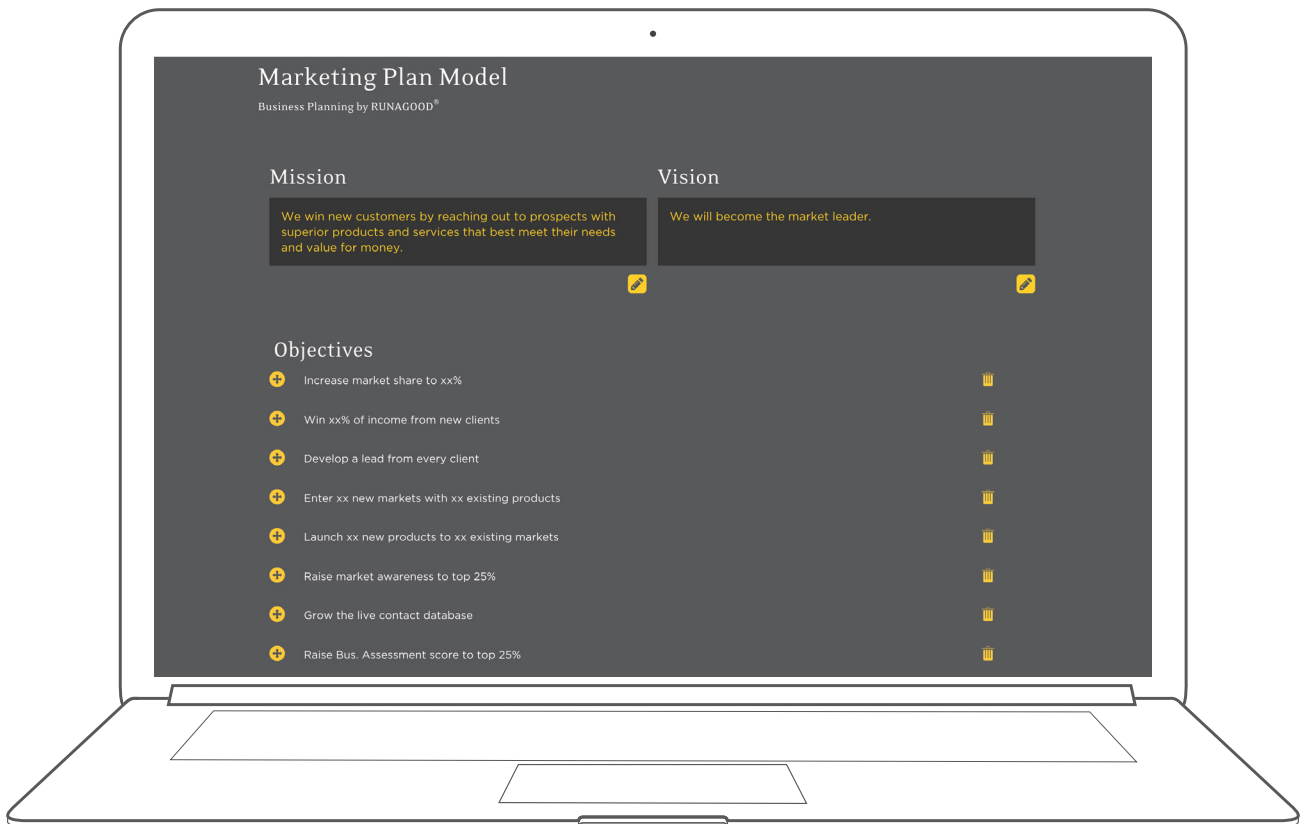 Marketing Plan Model
Business Planning by RUNAGOOD®
Mission
We win new customers by reaching out to prospects with
superior products and services that best meet their needs
and value for money.
Vision
We will become the market leader.
Objectives
Increase market share to xx%
Win xx% of income from new clients
Develop a lead from every client
Enter xx new markets with xx existing products
Launch xx new products to xx existing markets
Raise market awareness to top 25%
Grow the live contact database
Raise Bus. Assessment score to top 25%